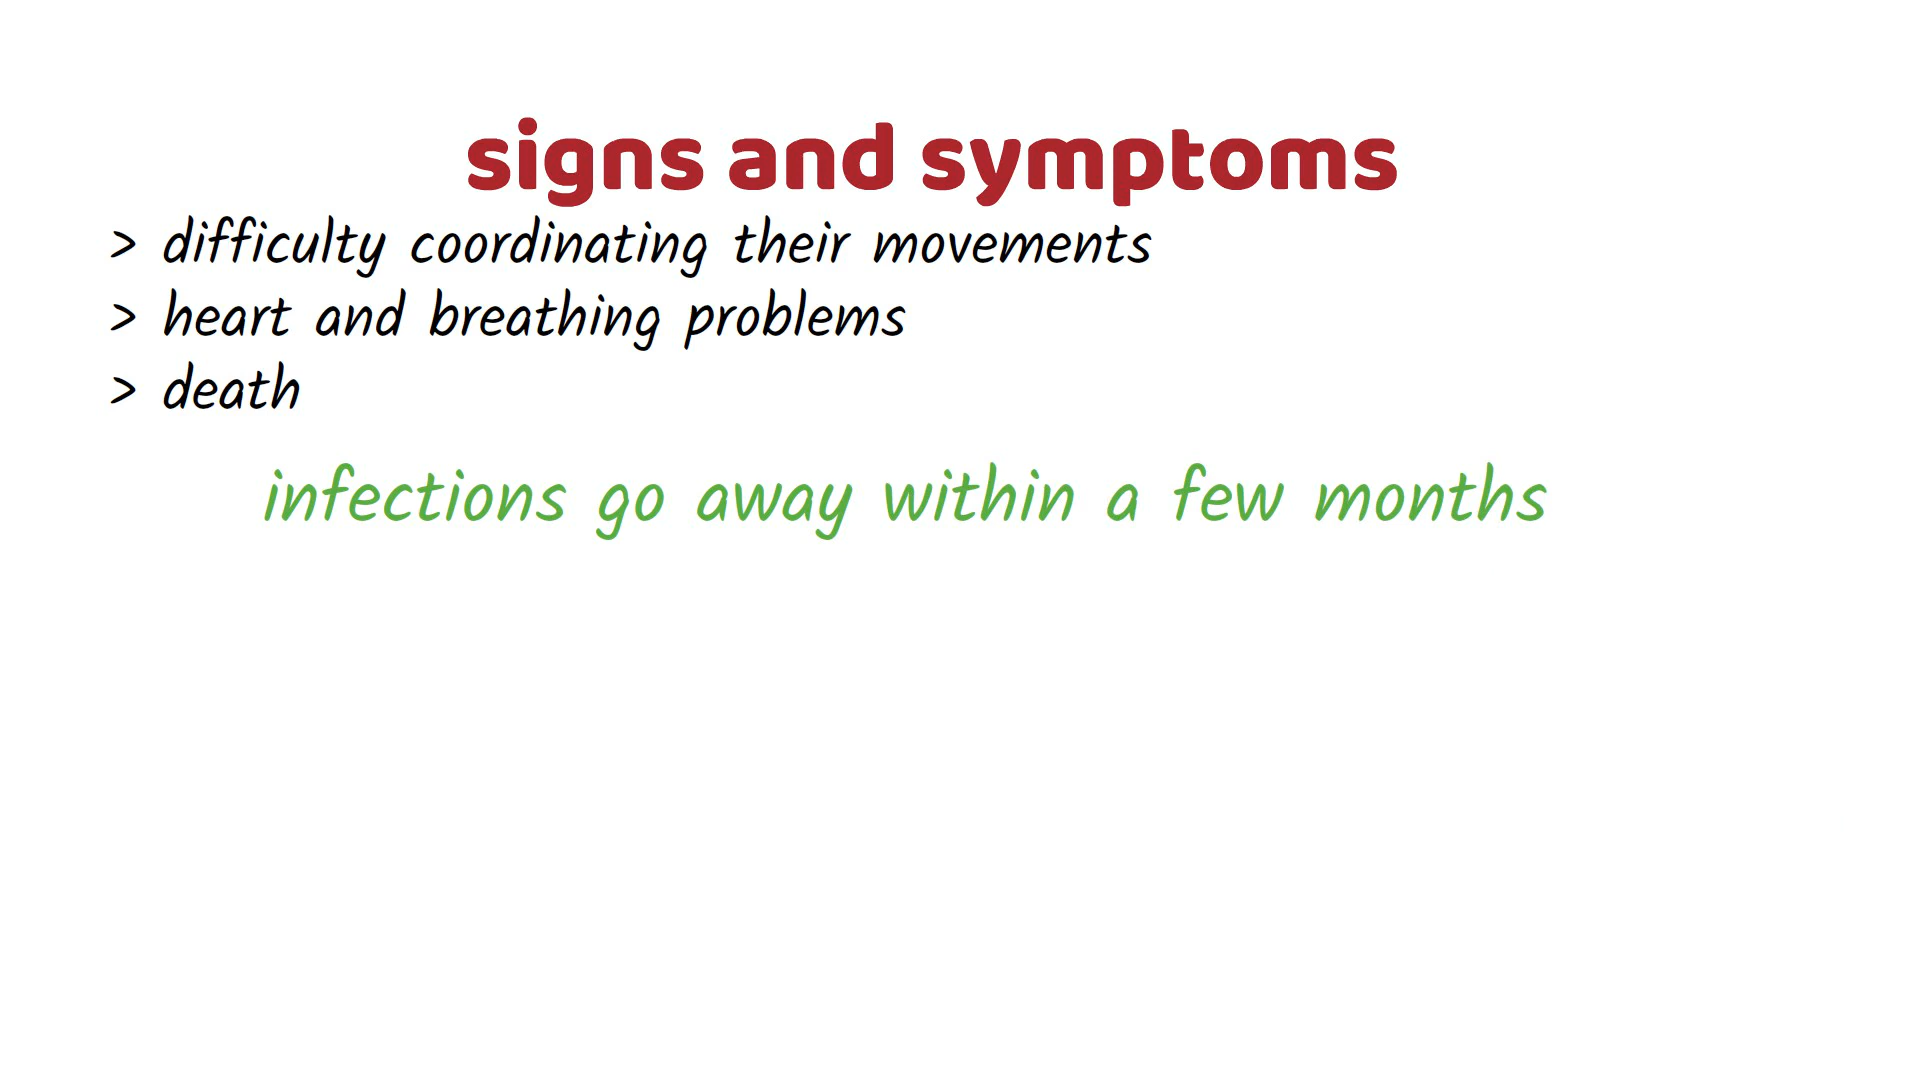 signs and symptoms
> difficulty coordinating their movements
> heart and breathing problems
> death
infections go away within a few months